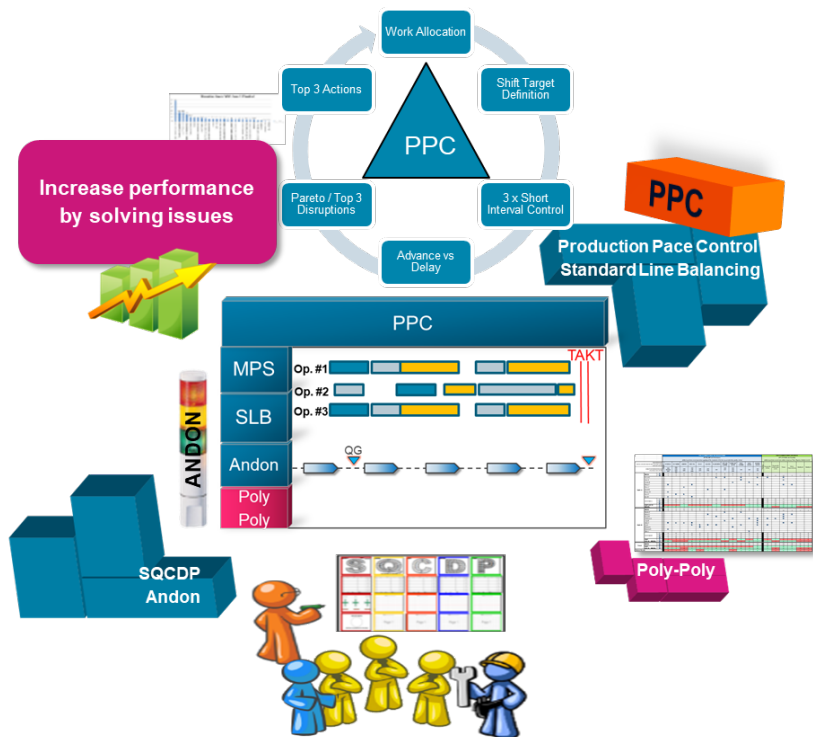 Work Allocation
Top 3 Actions
Shift Target
Definition
PPC
Increase performance
by solving issues
Pareto / Top 3
Disruptions
3 x Short
Interval Control
Advance vs
Delay
PPC
Production Pace Control
Standard Line Balancing
PPC
MPS
SLB
Andon
Poly
Poly
TAKT
Op. #1
Op. #2
Op. #3
QG
ANDON
SQCDP
Andon
Poly-Poly
S Q C D P